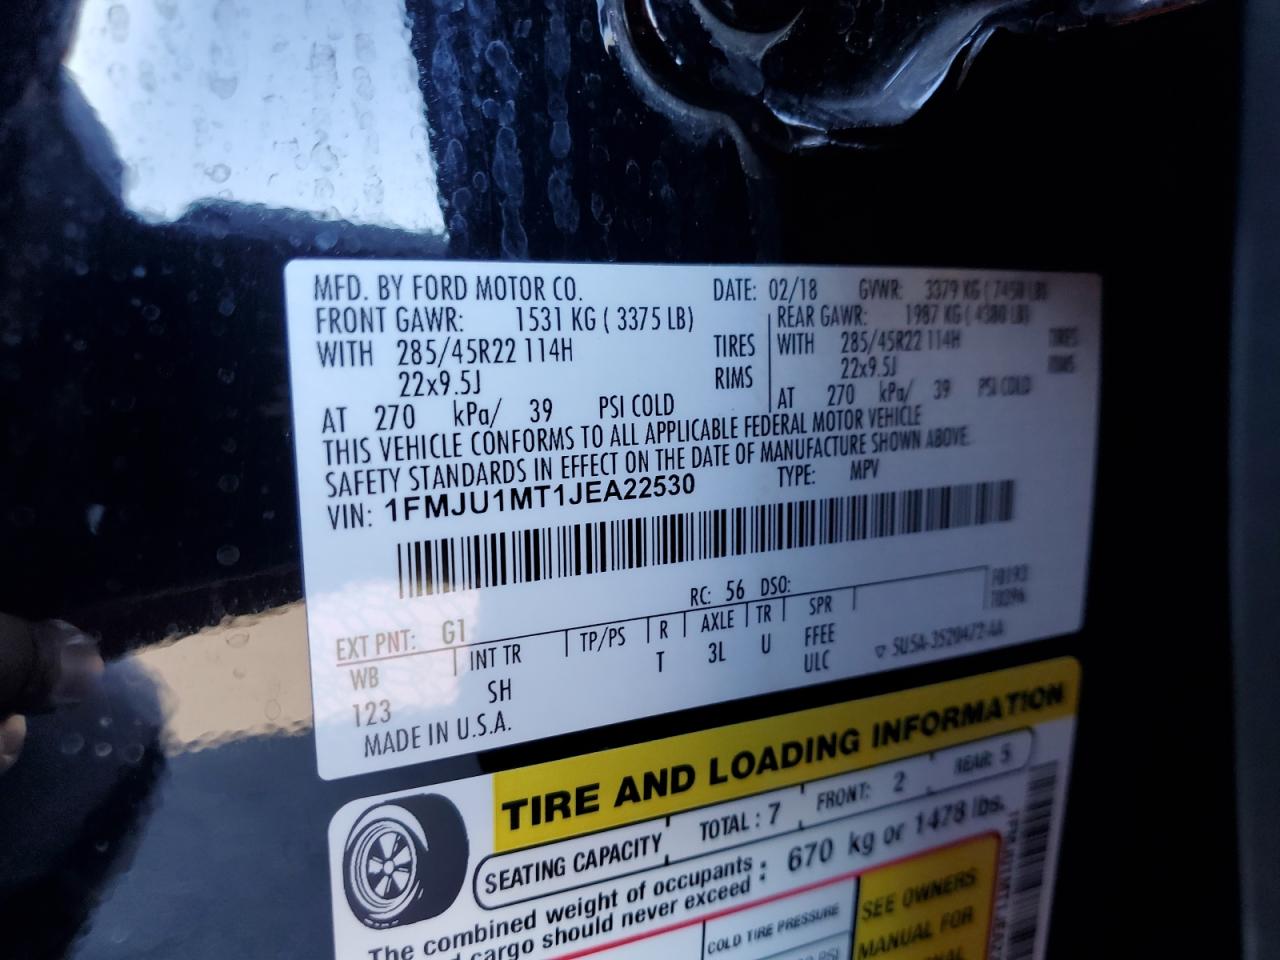 MFD. BY FORD MOTOR CO. DATE: 02/18 GVWR: 3379 KG ( 7450 LB)
FRONT GAWR: 1531 KG ( 3375 LB) REAR GAWR: 1987 KG ( 4380 LB)
WITH 285/45R22 114H TIRES WITH 285/45R22 114H TIRES
22x9.5J RIMS 22x9.5J RIMS
AT 270 kPa/ 39 PSI COLD AT 270 kPa/ 39 PSI COLD
THIS VEHICLE CONFORMS TO ALL APPLICABLE FEDERAL MOTOR VEHICLE
SAFETY STANDARDS IN EFFECT ON THE DATE OF MANUFACTURE SHOWN ABOVE.
VIN: 1FMJU1MT1JEA22530 TYPE: MPV
EXT PNT: G1 RC: 56 DSO:
WB INT TR TP/PS R AXLE TR SPR
123 SH T 3L U FFEE
ULC
MADE IN U.S.A.
TIRE AND LOADING INFORMATION
SEATING CAPACITY TOTAL : 7 FRONT: 2 REAR: 5
The combined weight of occupants
cargo should never exceed : 670 kg or 1478 lbs.
COLD TIRE PRESSURE
SEE OWNERS
MANUAL FOR